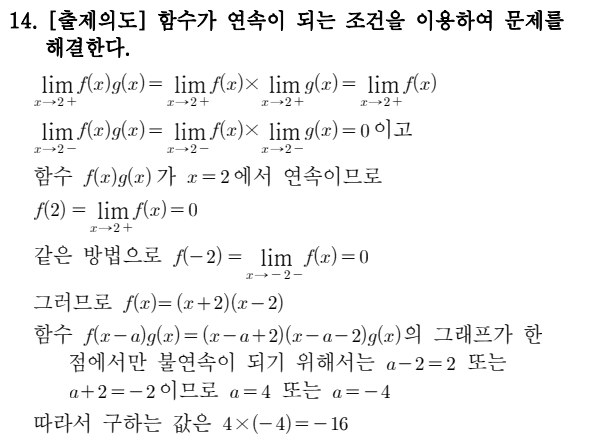 14. [출제의도] 함수가 연속이 되는 조건을 이용하여 문제를
해결한다.
lim_{x→2+} f(x)g(x) = lim_{x→2+} f(x) × lim_{x→2+} g(x) = lim_{x→2+} f(x)
lim_{x→2−} f(x)g(x) = lim_{x→2−} f(x) × lim_{x→2−} g(x) = 0이고
함수 f(x)g(x)가 x = 2에서 연속이므로
f(2) = lim_{x→2+} f(x) = 0
같은 방법으로 f(−2) = lim_{x→−2−} f(x) = 0
그러므로 f(x) = (x+2)(x−2)
함수 f(x−a)g(x) = (x−a+2)(x−a−2)g(x)의 그래프가 한
점에서만 불연속이 되기 위해서는 a−2 = 2 또는
a+2 = −2이므로 a = 4 또는 a = −4
따라서 구하는 값은 4×(−4) = −16